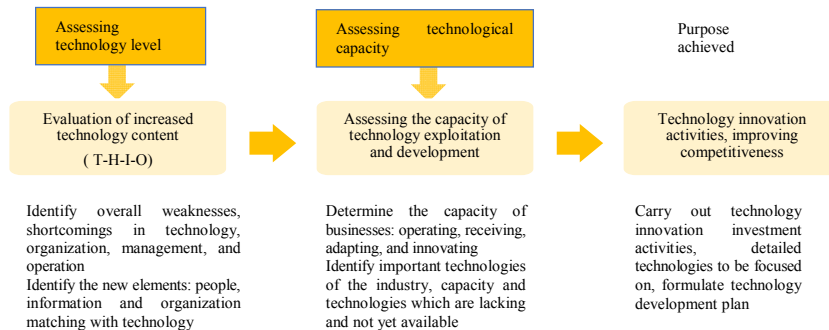 Assessing
technology level
Assessing technological
capacity
Purpose
achieved
Evaluation of increased
technology content
( T-H-I-O)
Assessing the capacity of
technology exploitation
and development
Technology innovation
activities, improving
competitiveness
Identify overall weaknesses,
shortcomings in technology,
organization, management, and
operation
Identify the new elements: people,
information and organization
matching with technology
Determine the capacity of
businesses: operating, receiving,
adapting, and innovating
Identify important technologies
of the industry, capacity and
technologies which are lacking
and not yet available
Carry out technology
innovation investment
activities, detailed
technologies to be focused
on, formulate technology
development plan